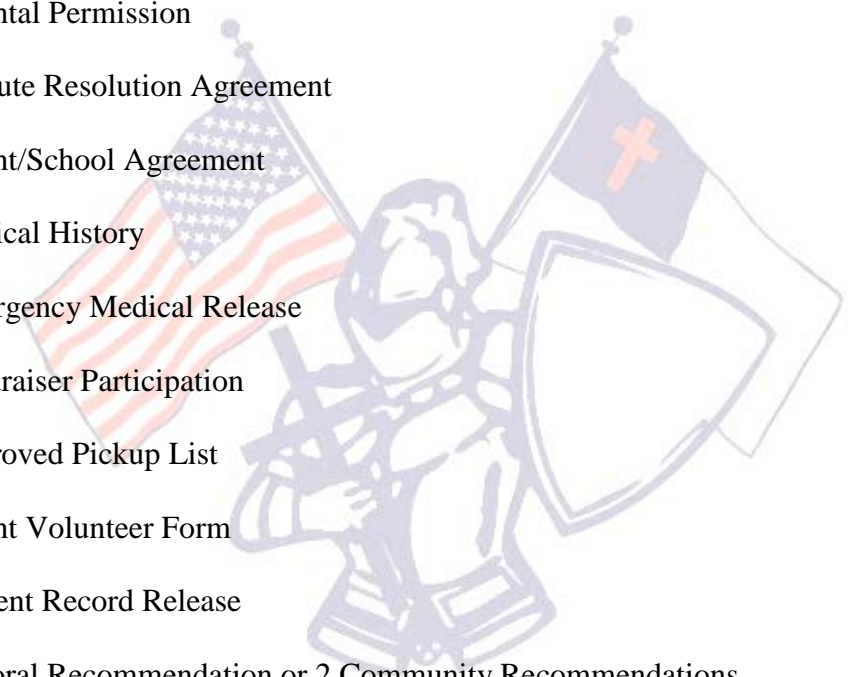 ntal Permission
ute Resolution Agreement
nt/School Agreement
ical History
rgency Medical Release
raiser Participation
roved Pickup List
nt Volunteer Form
ent Record Release
oral Recommendation or 2 Community Recommendations